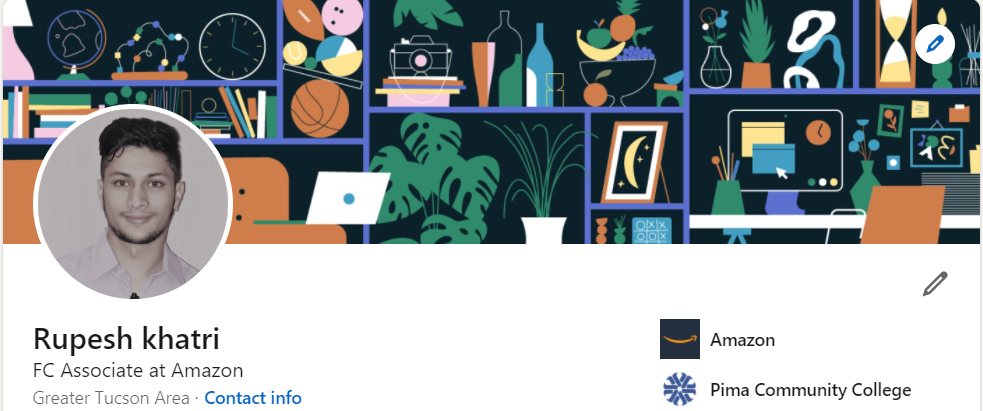 Rupesh khatri
FC Associate at Amazon
Greater Tucson Area · Contact info
Amazon
Pima Community College